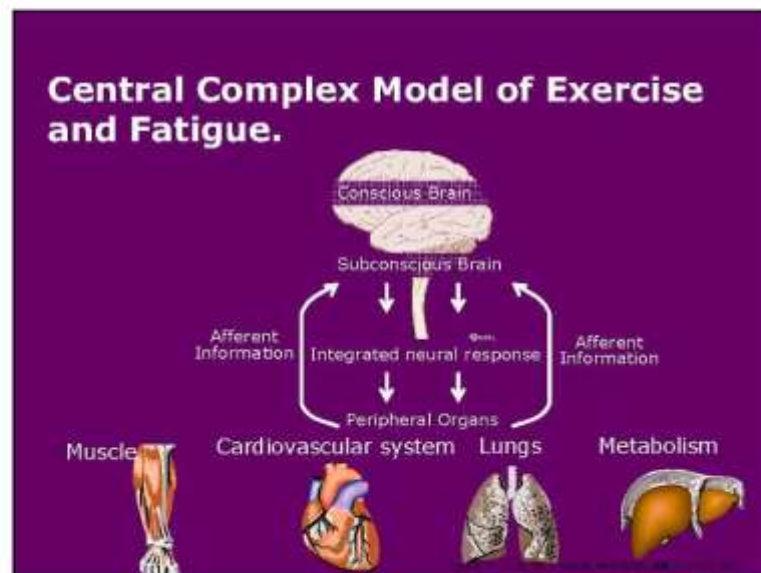 Central Complex Model of Exercise
and Fatigue.
Conscious Brain
Subconscious Brain
Afferent
Information
Integrated neural response
Afferent
Information
Peripheral Organs
Muscle
Cardiovascular system
Lungs
Metabolism